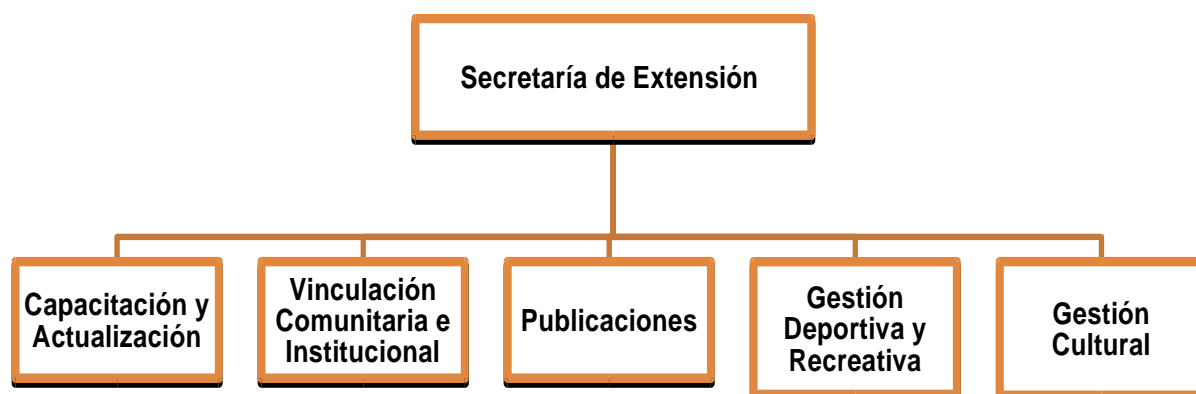 Secretaría de Extensión
Capacitación y
Actualización
Vinculación
Comunitaria e
Institucional
Publicaciones
Gestión
Deportiva y
Recreativa
Gestión
Cultural